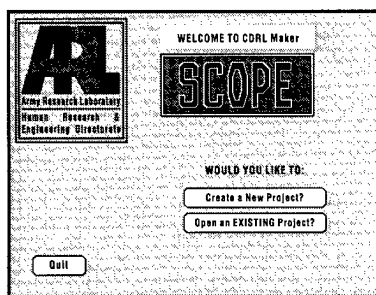 ARL
Army Research Laboratory
Human Research &
Engineering Directorate
WELCOME TO CDRL Maker
SCOPE
WOULD YOU LIKE TO:
Create a New Project?
Open an EXISTING Project?
Quit